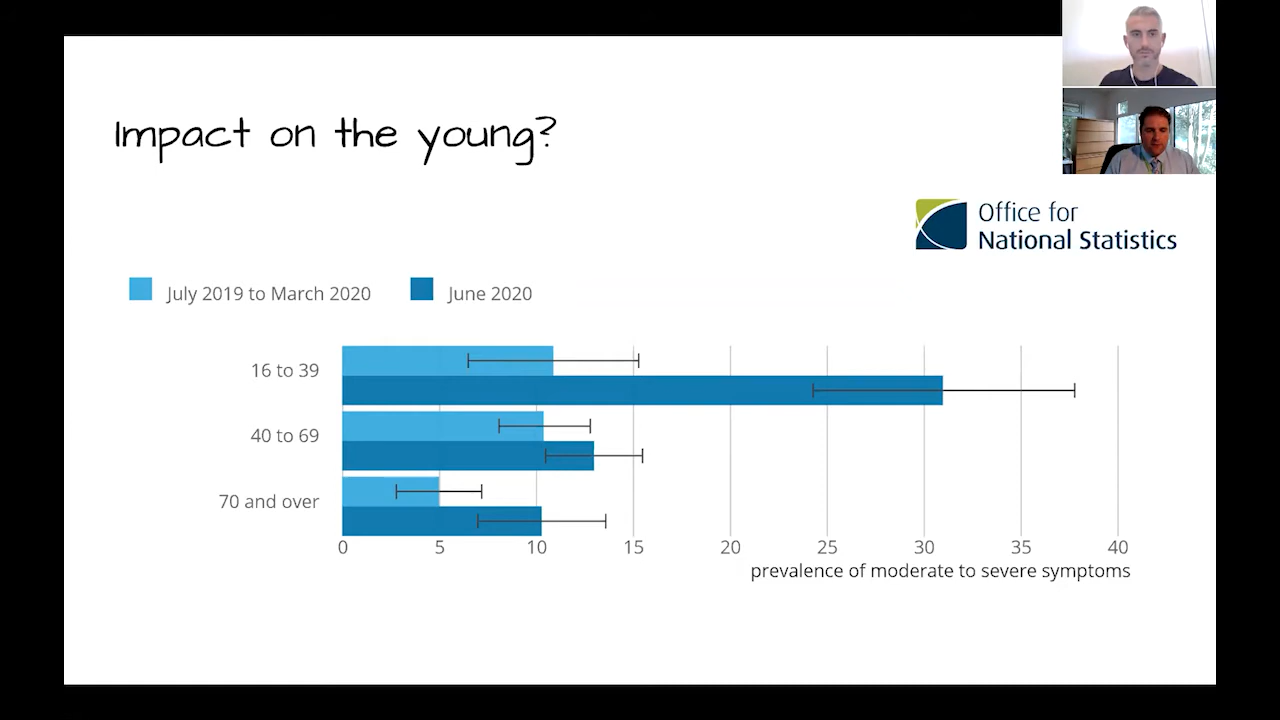 Impact on the young?
Office for
National Statistics
July 2019 to March 2020 June 2020
16 to 39
40 to 69
70 and over
0 5 10 15 20 25 30 35 40
prevalence of moderate to severe symptoms